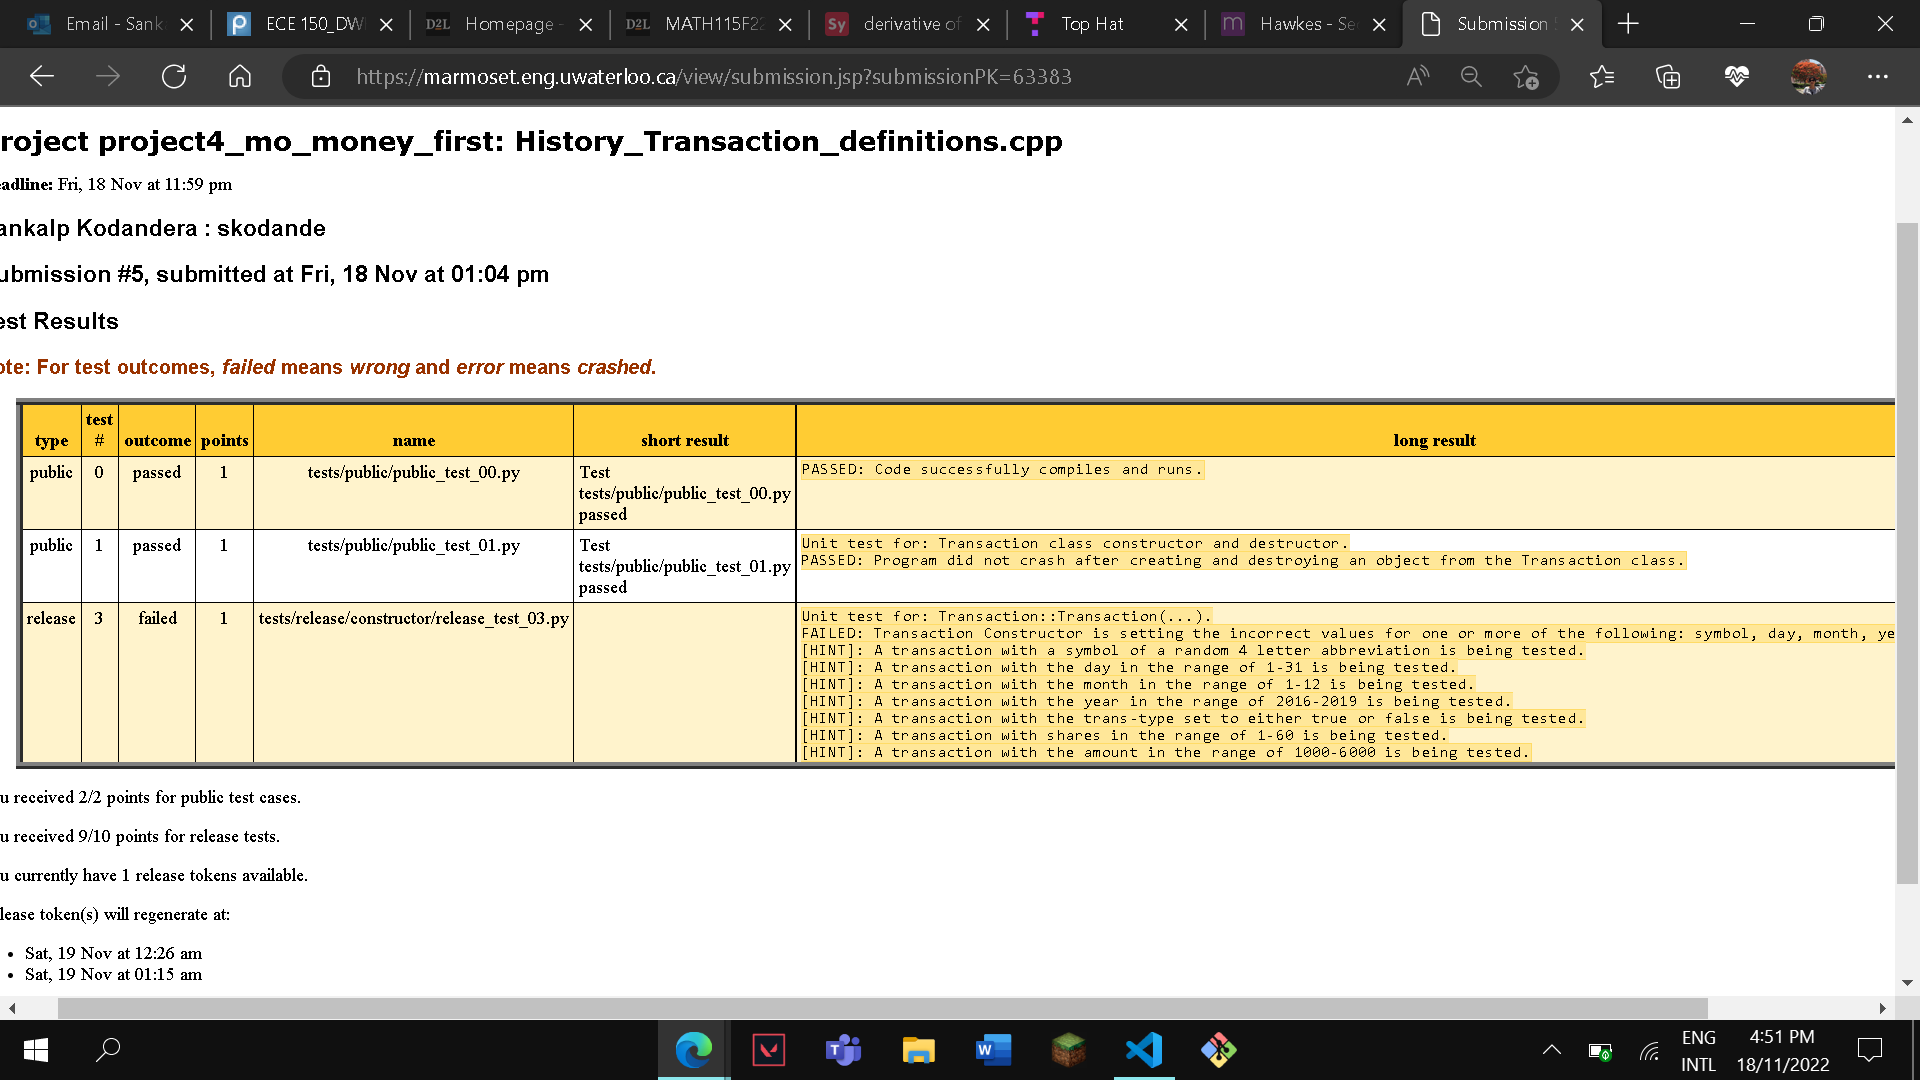 Email - Sank
ECE 150_DW
D2L Homepage -
D2L MATH115F22
Sy derivative of
Top Hat
m Hawkes - Se
Submission
https://marmoset.eng.uwaterloo.ca/view/submission.jsp?submissionPK=63383
roject project4_mo_money_first: History_Transaction_definitions.cpp
eadline: Fri, 18 Nov at 11:59 pm
ankalp Kodandera : skodande
ubmission #5, submitted at Fri, 18 Nov at 01:04 pm
est Results
ote: For test outcomes, failed means wrong and error means crashed.
type
test
#
outcome
points
name
short result
long result
public
0
passed
1
tests/public/public_test_00.py
Test
tests/public/public_test_00.py
passed
PASSED: Code successfully compiles and runs.
public
1
passed
1
tests/public/public_test_01.py
Test
tests/public/public_test_01.py
passed
Unit test for: Transaction class constructor and destructor.
PASSED: Program did not crash after creating and destroying an object from the Transaction class.
release
3
failed
1
tests/release/constructor/release_test_03.py
Unit test for: Transaction::Transaction(...).
FAILED: Transaction Constructor is setting the incorrect values for one or more of the following: symbol, day, month, ye
[HINT]: A transaction with a symbol of a random 4 letter abbreviation is being tested.
[HINT]: A transaction with the day in the range of 1-31 is being tested.
[HINT]: A transaction with the month in the range of 1-12 is being tested.
[HINT]: A transaction with the year in the range of 2016-2019 is being tested.
[HINT]: A transaction with the trans-type set to either true or false is being tested.
[HINT]: A transaction with shares in the range of 1-60 is being tested.
[HINT]: A transaction with the amount in the range of 1000-6000 is being tested.
u received 2/2 points for public test cases.
u received 9/10 points for release tests.
u currently have 1 release tokens available.
lease token(s) will regenerate at:
• Sat, 19 Nov at 12:26 am
• Sat, 19 Nov at 01:15 am
ENG
INTL
4:51 PM
18/11/2022